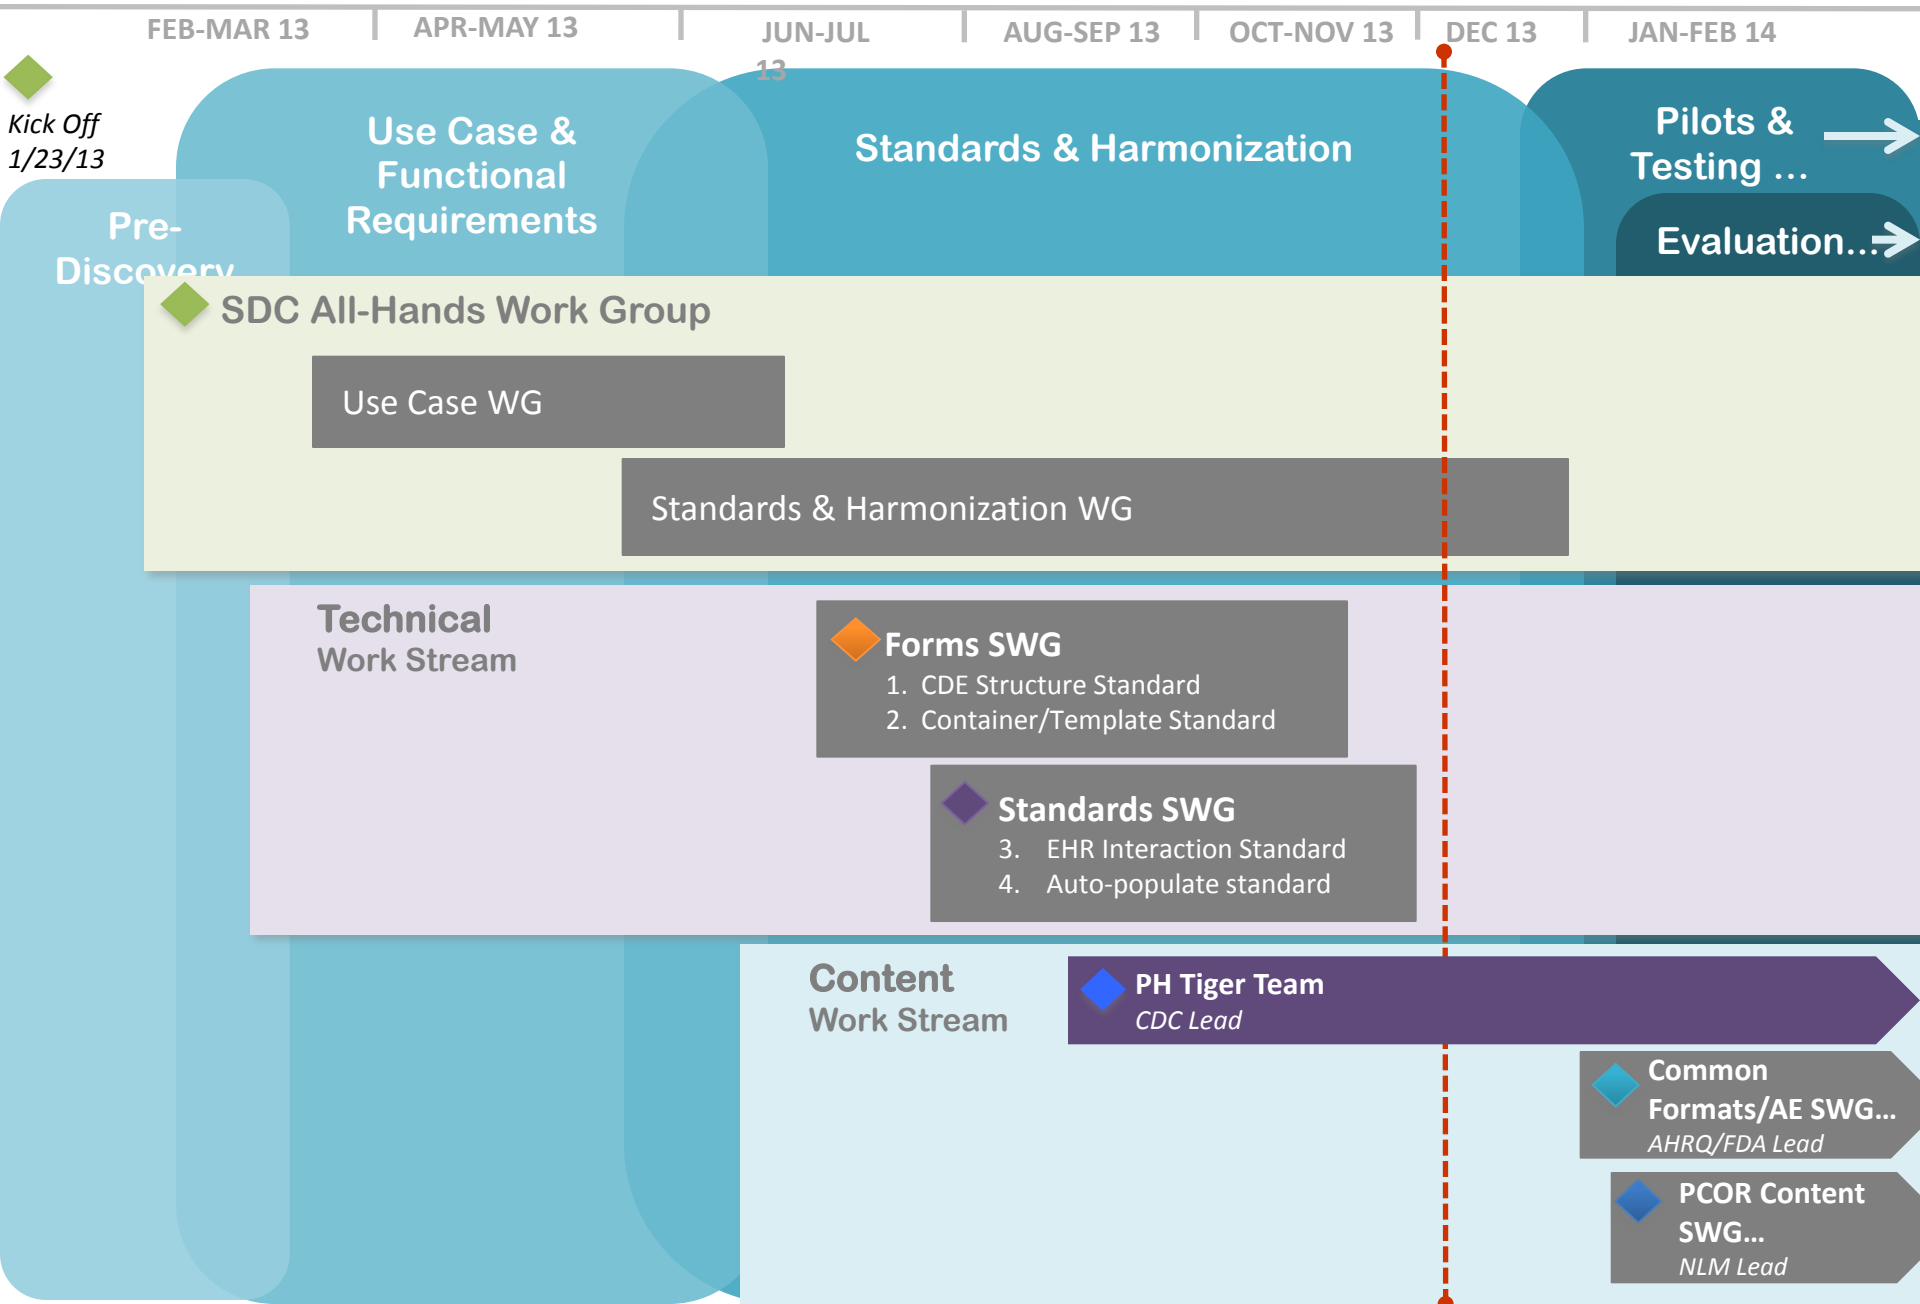 FEB-MAR 13
APR-MAY 13
JUN-JUL
13
AUG-SEP 13
OCT-NOV 13
DEC 13
JAN-FEB 14
Kick Off
1/23/13
Pre-
Discovery
Use Case &
Functional
Requirements
Standards & Harmonization
Pilots &
Testing ...
Evaluation...
SDC All-Hands Work Group
Use Case WG
Standards & Harmonization WG
Technical
Work Stream
Forms SWG
1. CDE Structure Standard
2. Container/Template Standard
Standards SWG
3. EHR Interaction Standard
4. Auto-populate standard
Content
Work Stream
PH Tiger Team
CDC Lead
Common
Formats/AE SWG...
AHRQ/FDA Lead
PCOR Content
SWG...
NLM Lead